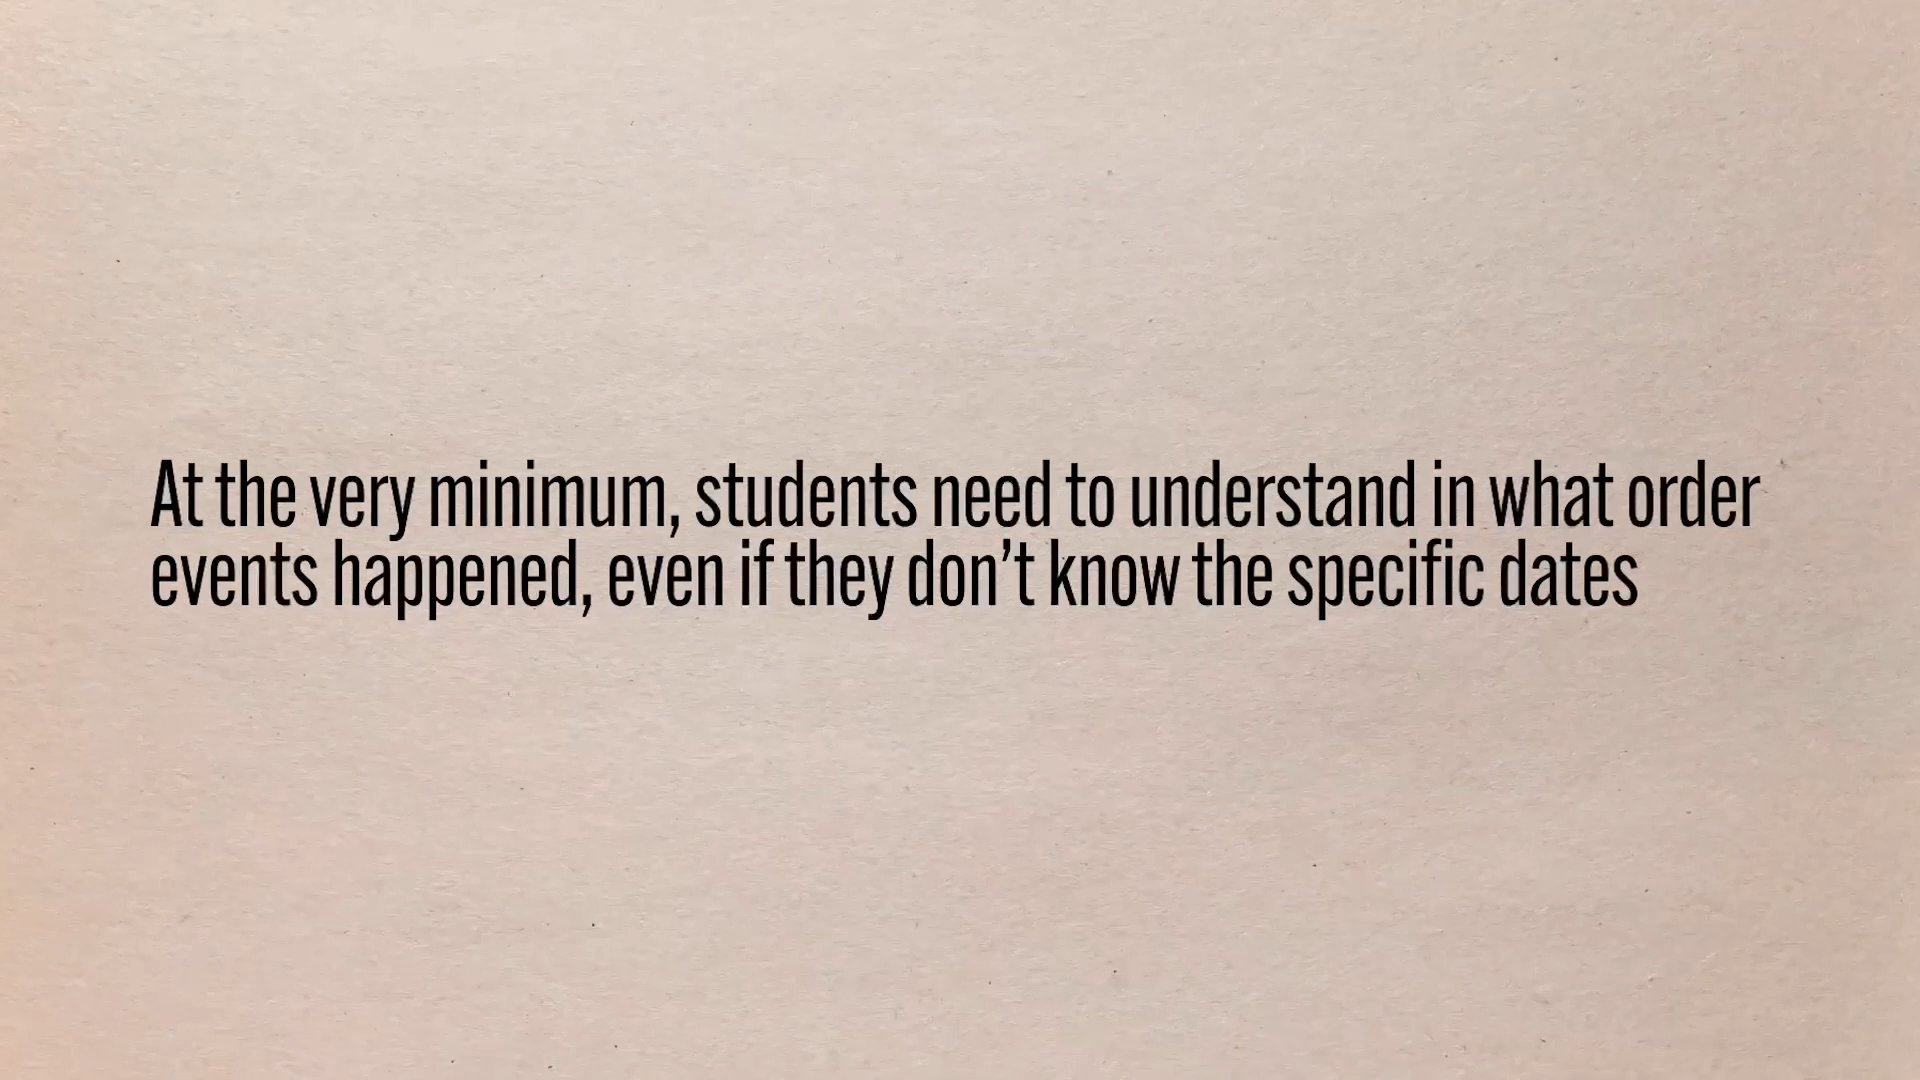 At the very minimum, students need to understand in what order
events happened, even if they don’t know the specific dates